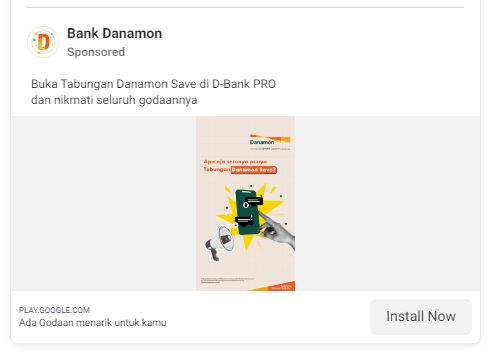 Bank Danamon
Sponsored
Buka Tabungan Danamon Save di D-Bank PRO
dan nikmati seluruh godaannya
Danamon
Apa aja serunya punya
Tabungan Danamon Save?
PLAY.GOOGLE.COM
Ada Godaan menarik untuk kamu
Install Now